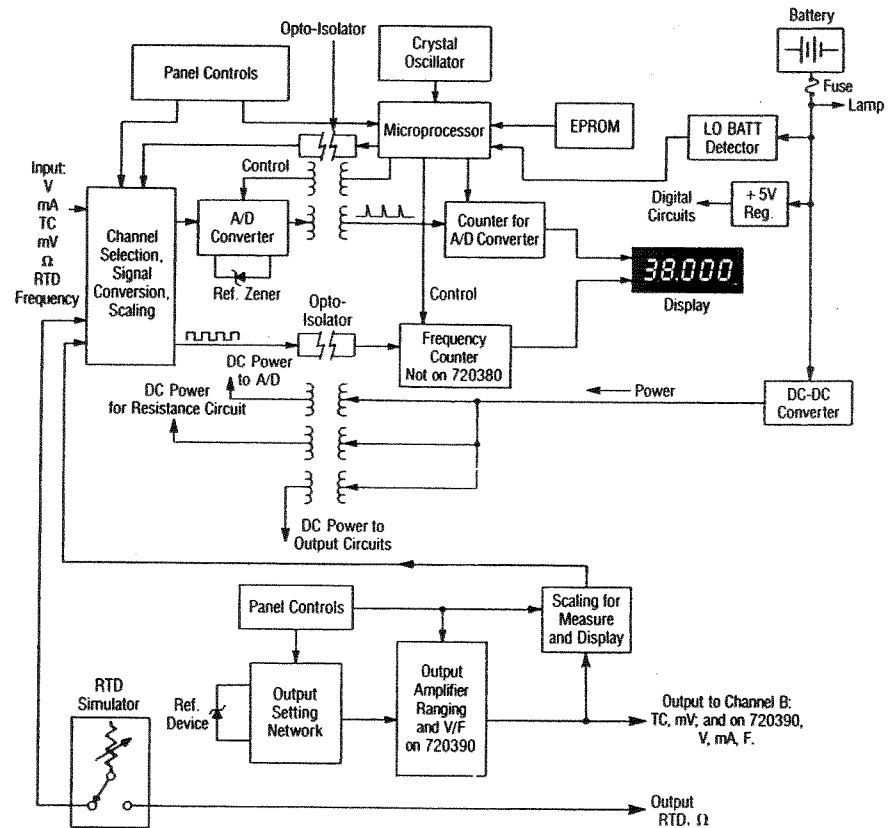 Opto-Isolator
Battery
Crystal
Oscillator
Panel Controls
Fuse
Lamp
Microprocessor
EPROM
LO BATT
Detector
Control
Input:
V
mA
TC
mV
Ω
RTD
Frequency
Channel
Selection,
Signal
Conversion,
Scaling
A/D
Converter
Ref. Zener
Counter for
A/D Converter
Digital
Circuits
+ 5V
Reg.
38.000
Display
Control
Opto-
Isolator
Frequency
Counter
Not on 720380
DC Power
to A/D
DC Power
for Resistance Circuit
Power
DC-DC
Converter
DC Power to
Output Circuits
Panel Controls
Scaling for
Measure
and Display
RTD
Simulator
Ref.
Device
Output
Setting
Network
Output
Amplifier
Ranging
and V/F
on 720390
Output to Channel B:
TC, mV; and on 720390,
V, mA, F.
Output
RTD, Ω